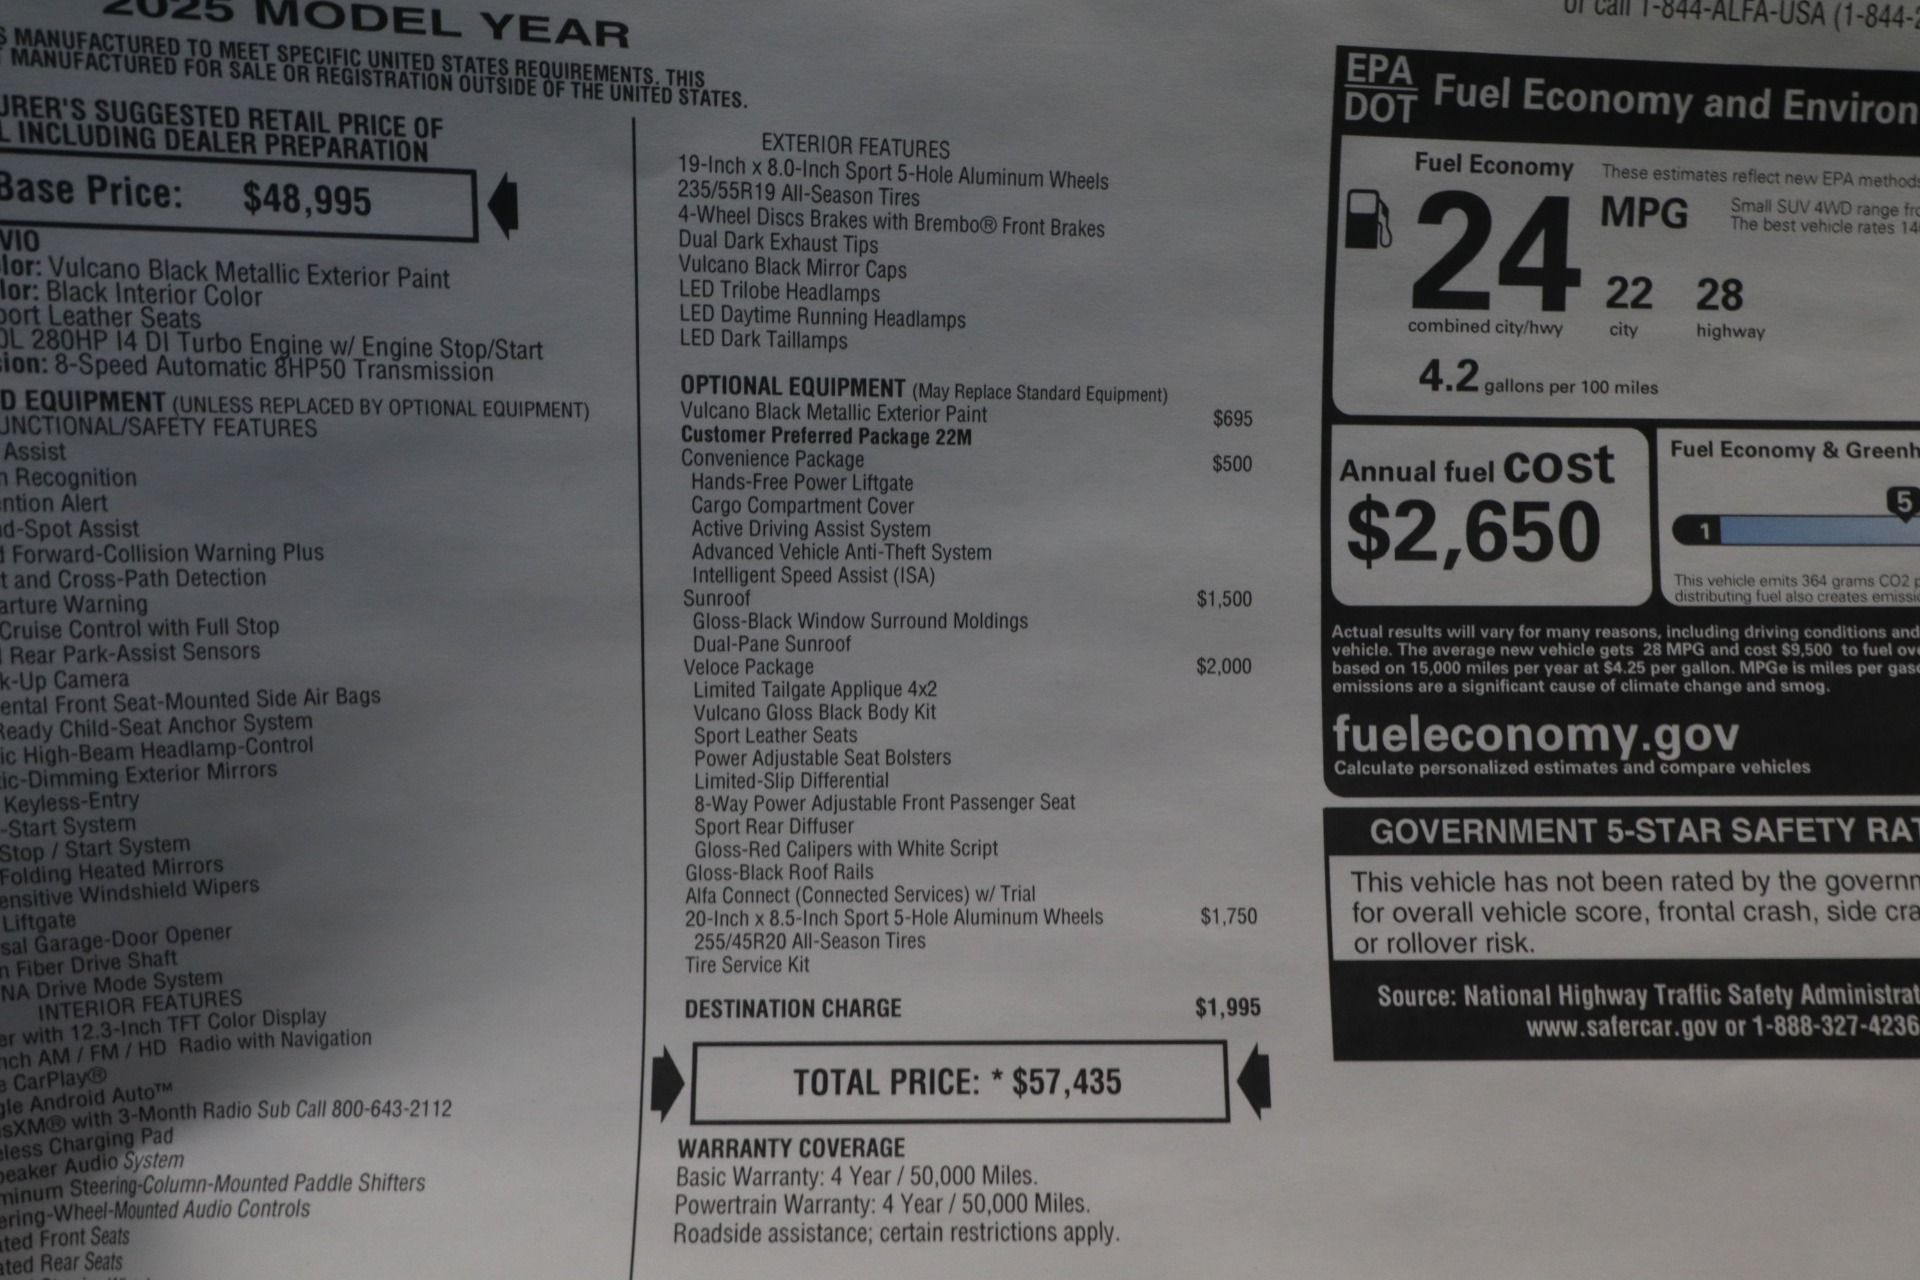 2025 MODEL YEAR
MANUFACTURED TO MEET SPECIFIC UNITED STATES REQUIREMENTS. THIS
MANUFACTURED FOR SALE OR REGISTRATION OUTSIDE OF THE UNITED STATES.
URER'S SUGGESTED RETAIL PRICE OF
L INCLUDING DEALER PREPARATION
Base Price: $48,995
VIO
lor: Vulcano Black Metallic Exterior Paint
lor: Black Interior Color
port Leather Seats
0L 280HP I4 DI Turbo Engine w/ Engine Stop/Start
sion: 8-Speed Automatic 8HP50 Transmission
D EQUIPMENT (UNLESS REPLACED BY OPTIONAL EQUIPMENT)
UNCTIONAL/SAFETY FEATURES
Assist
n Recognition
ention Alert
nd-Spot Assist
d Forward-Collision Warning Plus
t and Cross-Path Detection
arture Warning
Cruise Control with Full Stop
l Rear Park-Assist Sensors
k-Up Camera
ental Front Seat-Mounted Side Air Bags
Ready Child-Seat Anchor System
ic High-Beam Headlamp-Control
tic-Dimming Exterior Mirrors
Keyless-Entry
-Start System
Stop / Start System
Folding Heated Mirrors
ensitive Windshield Wipers
Liftgate
sal Garage-Door Opener
n Fiber Drive Shaft
NA Drive Mode System
INTERIOR FEATURES
er with 12.3-Inch TFT Color Display
nch AM / FM / HD Radio with Navigation
e CarPlay®
gle Android Auto™
sXM® with 3-Month Radio Sub Call 800-643-2112
eless Charging Pad
peaker Audio System
minum Steering-Column-Mounted Paddle Shifters
ering-Wheel-Mounted Audio Controls
ated Front Seats
ated Rear Seats
EXTERIOR FEATURES
19-Inch x 8.0-Inch Sport 5-Hole Aluminum Wheels
235/55R19 All-Season Tires
4-Wheel Discs Brakes with Brembo® Front Brakes
Dual Dark Exhaust Tips
Vulcano Black Mirror Caps
LED Trilobe Headlamps
LED Daytime Running Headlamps
LED Dark Taillamps
OPTIONAL EQUIPMENT (May Replace Standard Equipment)
Vulcano Black Metallic Exterior Paint $695
Customer Preferred Package 22M
Convenience Package $500
Hands-Free Power Liftgate
Cargo Compartment Cover
Active Driving Assist System
Advanced Vehicle Anti-Theft System
Intelligent Speed Assist (ISA)
Sunroof $1,500
Gloss-Black Window Surround Moldings
Dual-Pane Sunroof
Veloce Package $2,000
Limited Tailgate Applique 4x2
Vulcano Gloss Black Body Kit
Sport Leather Seats
Power Adjustable Seat Bolsters
Limited-Slip Differential
8-Way Power Adjustable Front Passenger Seat
Sport Rear Diffuser
Gloss-Red Calipers with White Script
Gloss-Black Roof Rails
Alfa Connect (Connected Services) w/ Trial
20-Inch x 8.5-Inch Sport 5-Hole Aluminum Wheels $1,750
255/45R20 All-Season Tires
Tire Service Kit
DESTINATION CHARGE $1,995
TOTAL PRICE: * $57,435
WARRANTY COVERAGE
Basic Warranty: 4 Year / 50,000 Miles.
Powertrain Warranty: 4 Year / 50,000 Miles.
Roadside assistance; certain restrictions apply.
or call 1-844-ALFA-USA (1-844-2
EPA
DOT
Fuel Economy and Environ
Fuel Economy
These estimates reflect new EPA methods
24 MPG
Small SUV 4WD range fro
The best vehicle rates 14
22 28
combined city/hwy city highway
4.2 gallons per 100 miles
Annual fuel cost
$2,650
Fuel Economy & Greenh
5
1
This vehicle emits 364 grams CO2 p
distributing fuel also creates emissio
Actual results will vary for many reasons, including driving conditions and
vehicle. The average new vehicle gets 28 MPG and cost $9,500 to fuel ove
based on 15,000 miles per year at $4.25 per gallon. MPGe is miles per gaso
emissions are a significant cause of climate change and smog.
fueleconomy.gov
Calculate personalized estimates and compare vehicles
GOVERNMENT 5-STAR SAFETY RAT
This vehicle has not been rated by the governm
for overall vehicle score, frontal crash, side cra
or rollover risk.
Source: National Highway Traffic Safety Administrat
www.safercar.gov or 1-888-327-4236